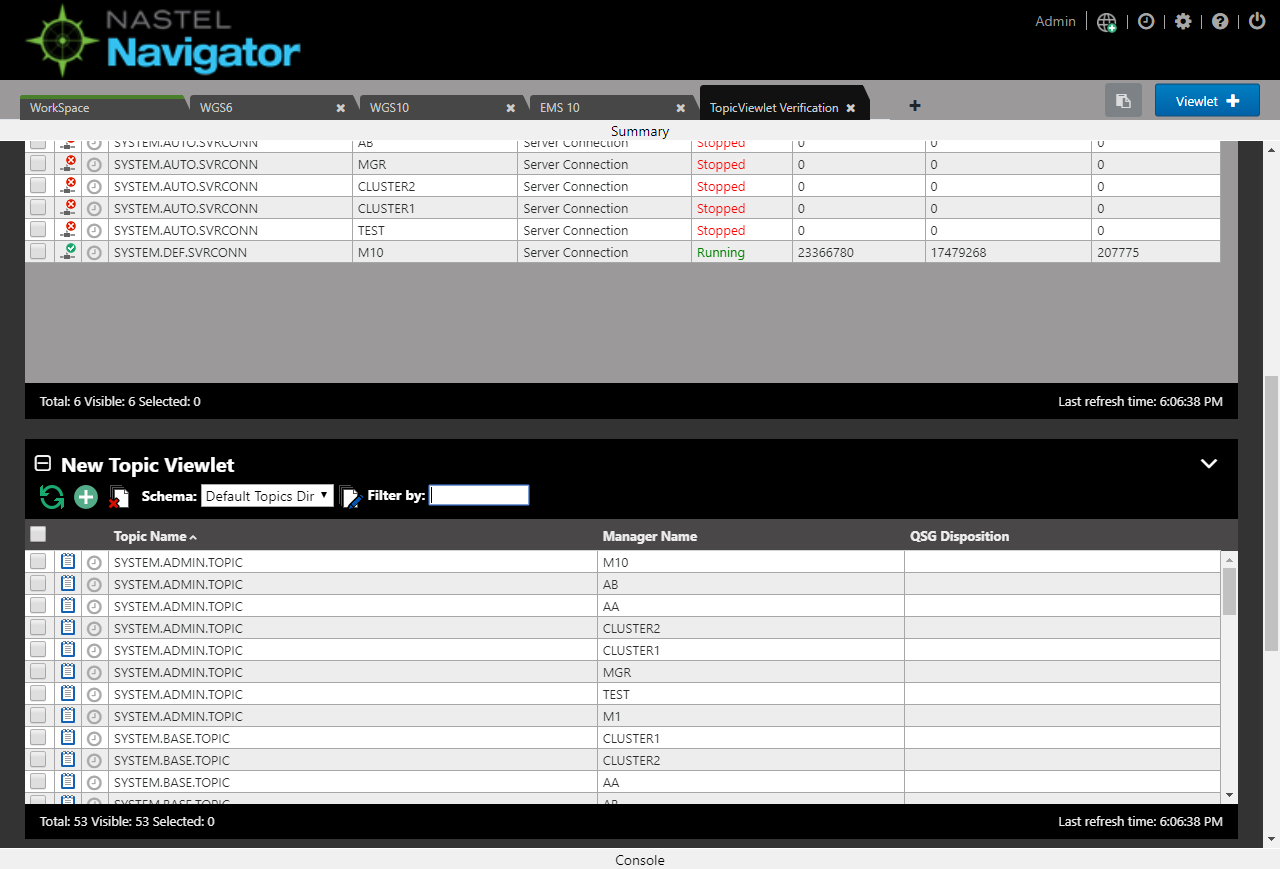 NASTEL
Navigator
Admin
WorkSpace WGS6 WGS10 EMS 10 TopicViewlet Verification Viewlet
Summary
SYSTEM.AUTO.SVRCONN AB Server Connection Stopped 0 0 0
SYSTEM.AUTO.SVRCONN MGR Server Connection Stopped 0 0 0
SYSTEM.AUTO.SVRCONN CLUSTER2 Server Connection Stopped 0 0 0
SYSTEM.AUTO.SVRCONN CLUSTER1 Server Connection Stopped 0 0 0
SYSTEM.AUTO.SVRCONN TEST Server Connection Stopped 0 0 0
SYSTEM.DEF.SVRCONN M10 Server Connection Running 23366780 17479268 207775
Total: 6 Visible: 6 Selected: 0 Last refresh time: 6:06:38 PM
New Topic Viewlet
Schema: Default Topics Dir Filter by:
Topic Name Manager Name QSG Disposition
SYSTEM.ADMIN.TOPIC M10
SYSTEM.ADMIN.TOPIC AB
SYSTEM.ADMIN.TOPIC AA
SYSTEM.ADMIN.TOPIC CLUSTER2
SYSTEM.ADMIN.TOPIC CLUSTER1
SYSTEM.ADMIN.TOPIC MGR
SYSTEM.ADMIN.TOPIC TEST
SYSTEM.ADMIN.TOPIC M1
SYSTEM.BASE.TOPIC CLUSTER1
SYSTEM.BASE.TOPIC CLUSTER2
SYSTEM.BASE.TOPIC AA
SYSTEM.BASE.TOPIC AB
Total: 53 Visible: 53 Selected: 0 Last refresh time: 6:06:38 PM
Console